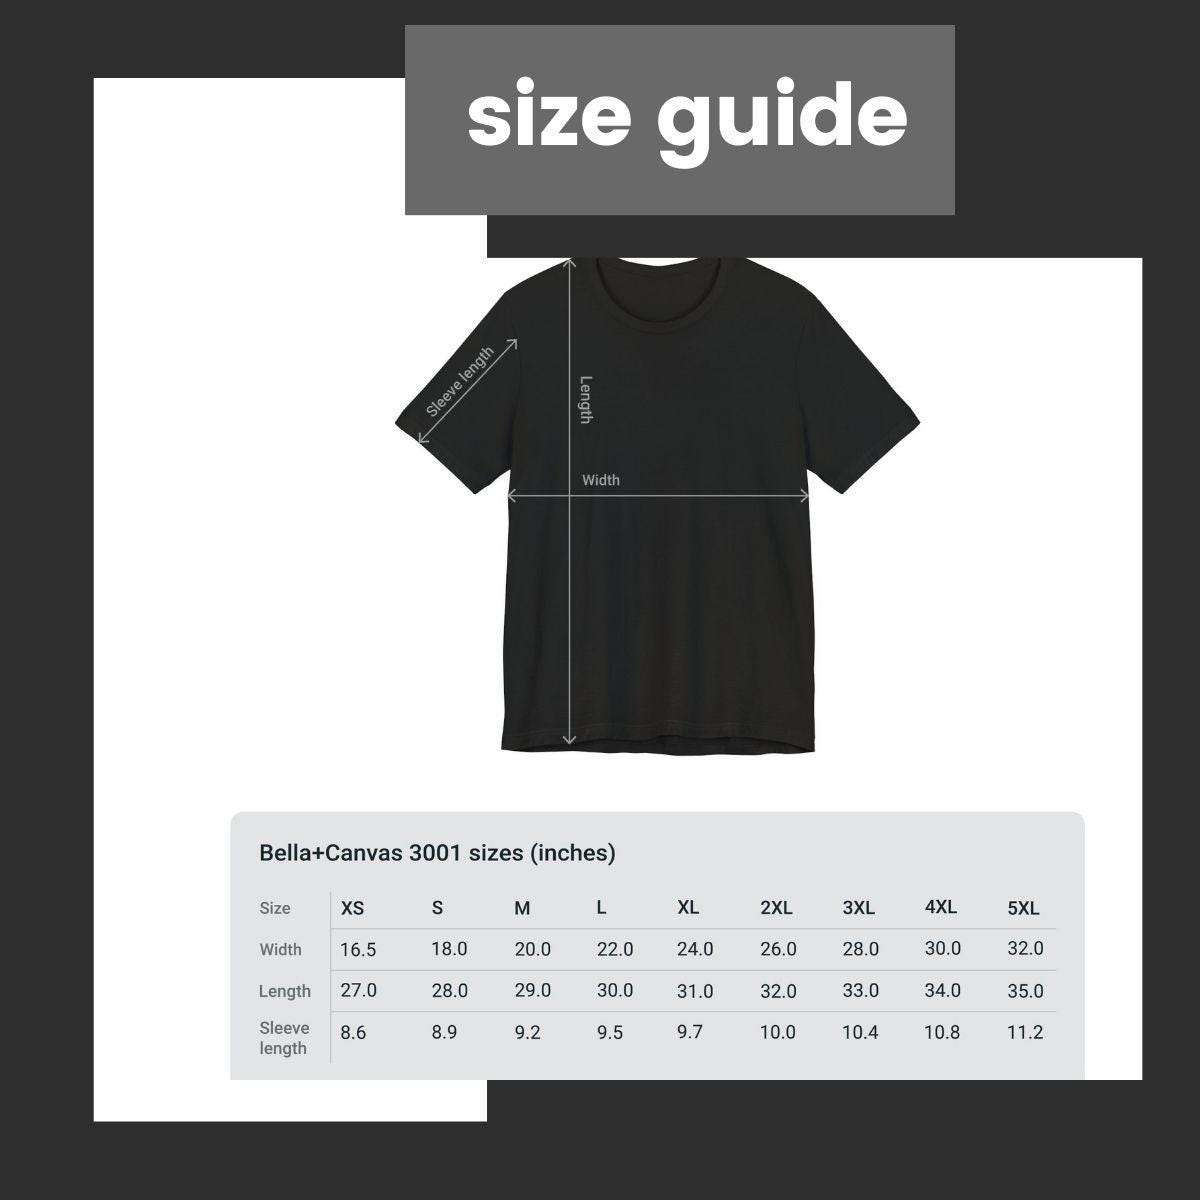 size guide
Sleeve length
Length
Width
Bella+Canvas 3001 sizes (inches)
Size XS S M L XL 2XL 3XL 4XL 5XL
Width 16.5 18.0 20.0 22.0 24.0 26.0 28.0 30.0 32.0
Length 27.0 28.0 29.0 30.0 31.0 32.0 33.0 34.0 35.0
Sleeve length 8.6 8.9 9.2 9.5 9.7 10.0 10.4 10.8 11.2